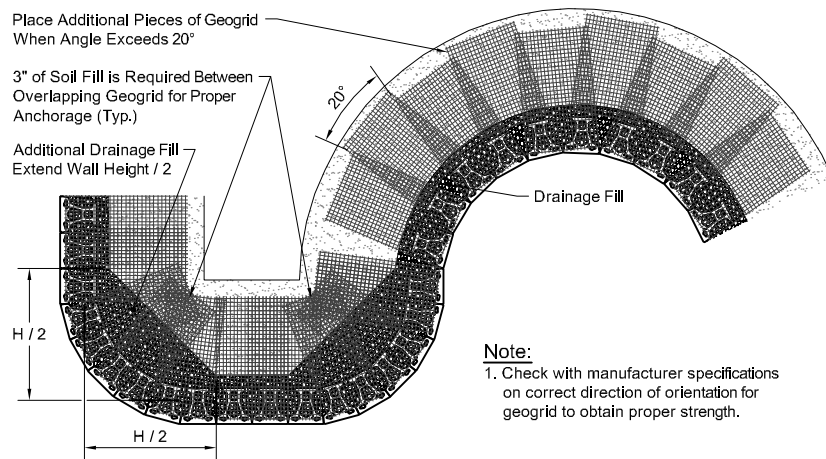 Place Additional Pieces of Geogrid
When Angle Exceeds 20°
3" of Soil Fill is Required Between
Overlapping Geogrid for Proper
Anchorage (Typ.)
Additional Drainage Fill
Extend Wall Height / 2
20°
Drainage Fill
H / 2
H / 2
Note:
1. Check with manufacturer specifications
on correct direction of orientation for
geogrid to obtain proper strength.